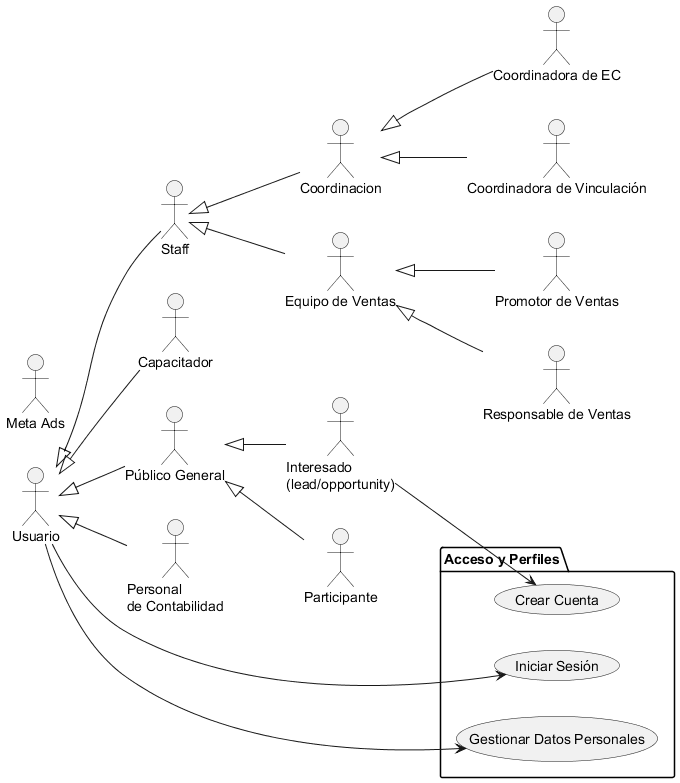 Coordinadora de EC
Coordinacion
Coordinadora de Vinculación
Staff
Equipo de Ventas
Promotor de Ventas
Capacitador
Meta Ads
Responsable de Ventas
Público General
Interesado
(lead/opportunity)
Usuario
Personal
de Contabilidad
Participante
Acceso y Perfiles
Crear Cuenta
Iniciar Sesión
Gestionar Datos Personales